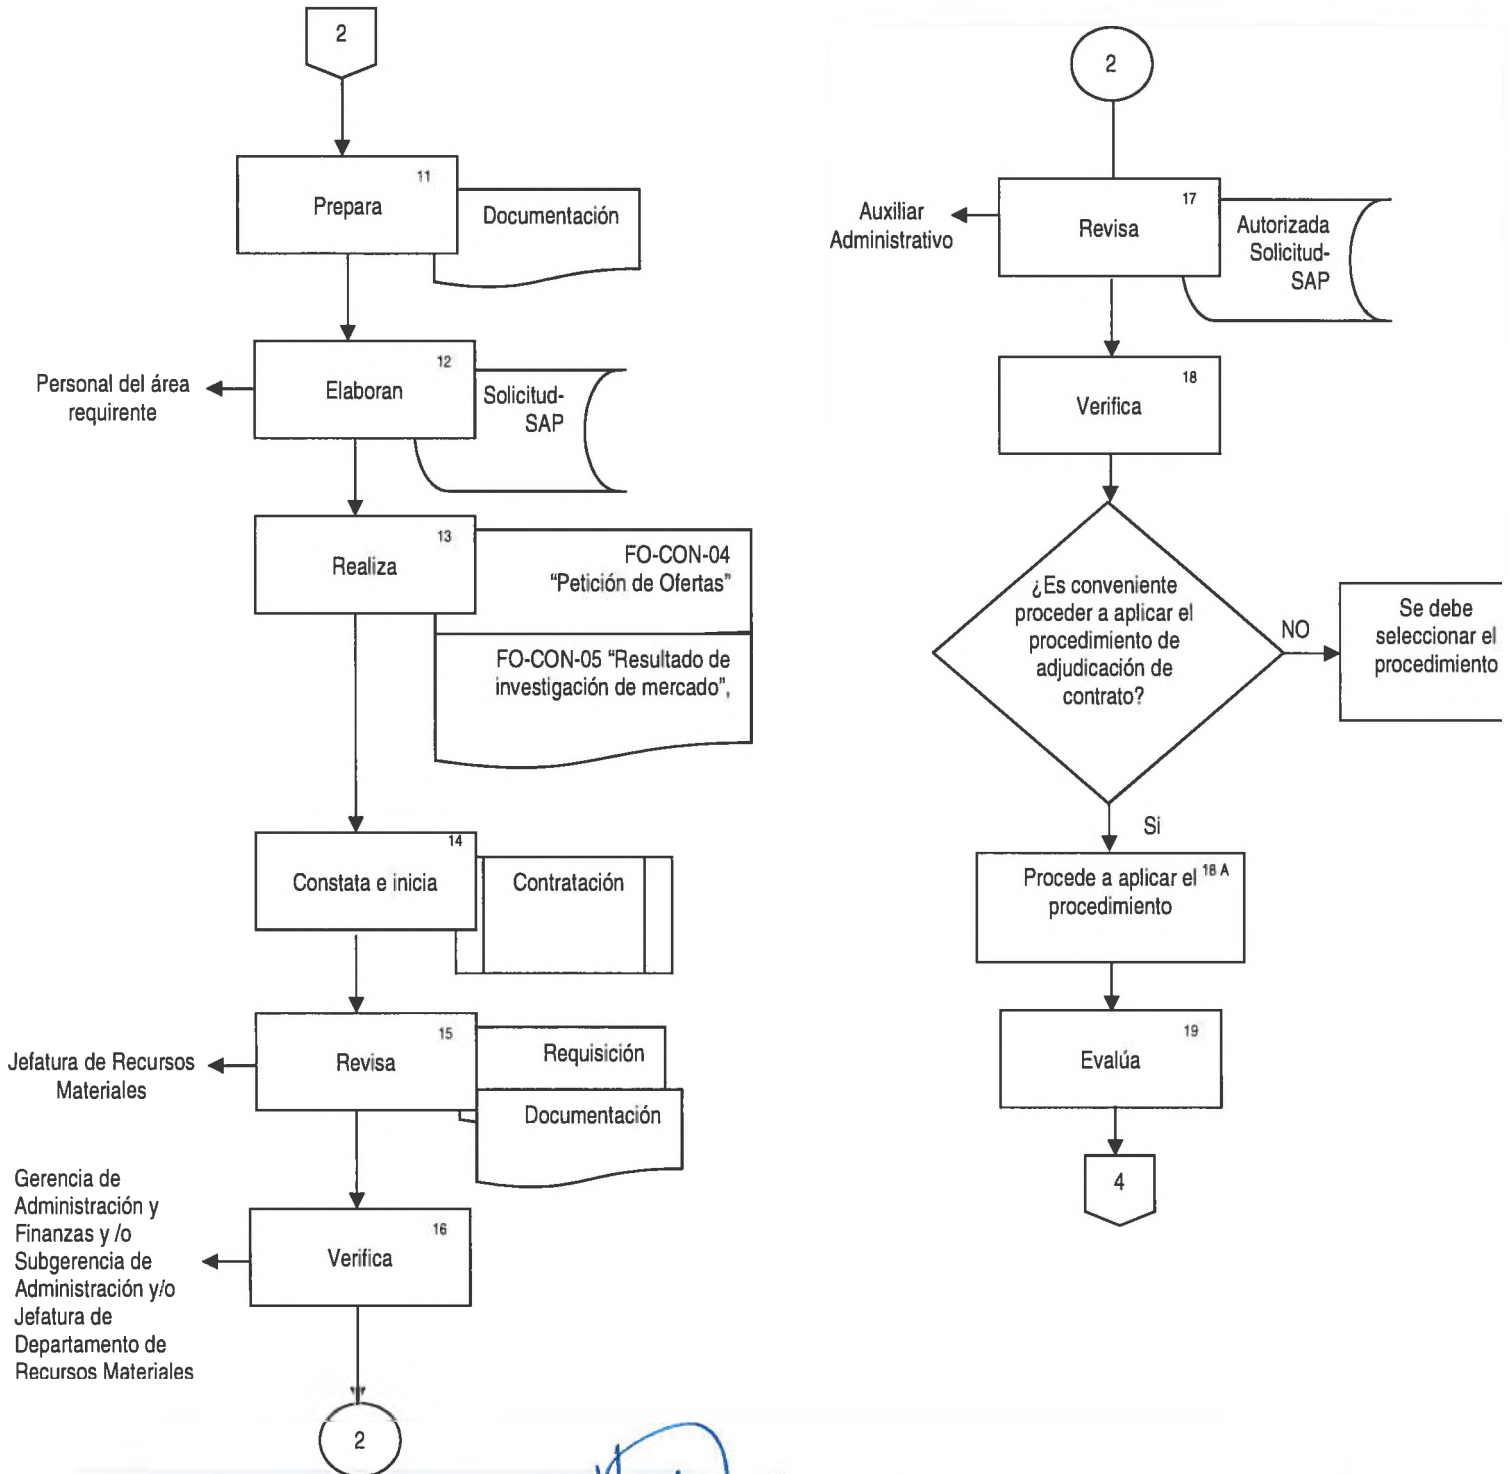 2
11
Prepara
Documentación
12
Elaboran
Personal del área
requirente
Solicitud-
SAP
13
Realiza
FO-CON-04
“Petición de Ofertas”
FO-CON-05 “Resultado de
investigación de mercado”,
14
Constata e inicia
Contratación
15
Revisa
Jefatura de Recursos
Materiales
Requisición
Documentación
16
Verifica
Gerencia de
Administración y
Finanzas y /o
Subgerencia de
Administración y/o
Jefatura de
Departamento de
Recursos Materiales
2
2
17
Revisa
Auxiliar
Administrativo
Autorizada
Solicitud-
SAP
18
Verifica
¿Es conveniente
proceder a aplicar el
procedimiento de
adjudicación de
contrato?
NO
Se debe
seleccionar el
procedimiento
Si
Procede a aplicar el 18 A
procedimiento
19
Evalúa
4